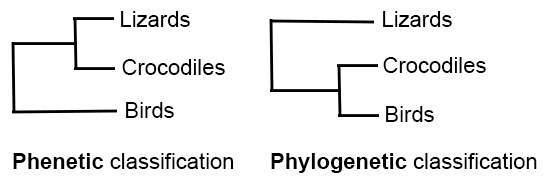 Lizards
Crocodiles
Birds
Phenetic classification
Lizards
Crocodiles
Birds
Phylogenetic classification